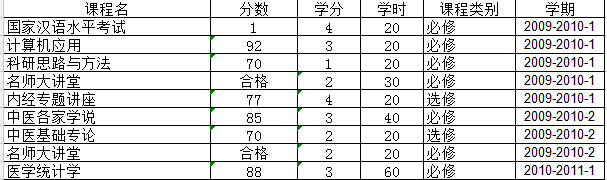 课程名 分数 学分 学时 课程类别 学期
国家汉语水平考试 1 4 20 必修 2009-2010-1
计算机应用 92 3 20 必修 2009-2010-1
科研思路与方法 70 1 20 必修 2009-2010-1
名师大讲堂 合格 2 30 必修 2009-2010-1
内经专题讲座 77 4 20 选修 2009-2010-1
中医各家学说 85 3 40 必修 2009-2010-2
中医基础专论 70 2 20 选修 2009-2010-2
名师大讲堂 合格 2 20 必修 2009-2010-2
医学统计学 88 3 60 必修 2010-2011-1